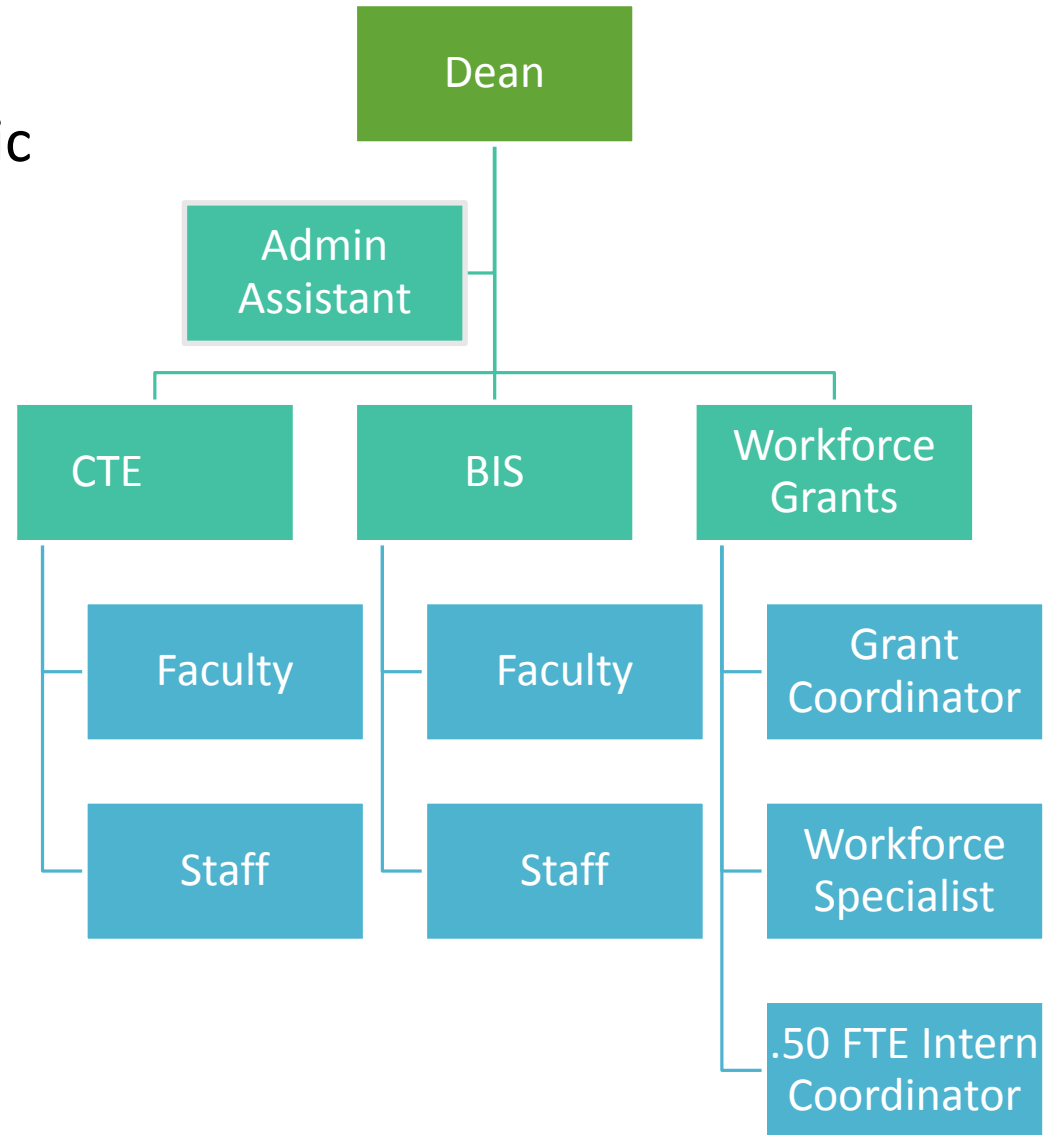 Dean
ic
Admin
Assistant
CTE
BIS
Workforce
Grants
Faculty
Faculty
Grant
Coordinator
Staff
Staff
Workforce
Specialist
.50 FTE Intern
Coordinator